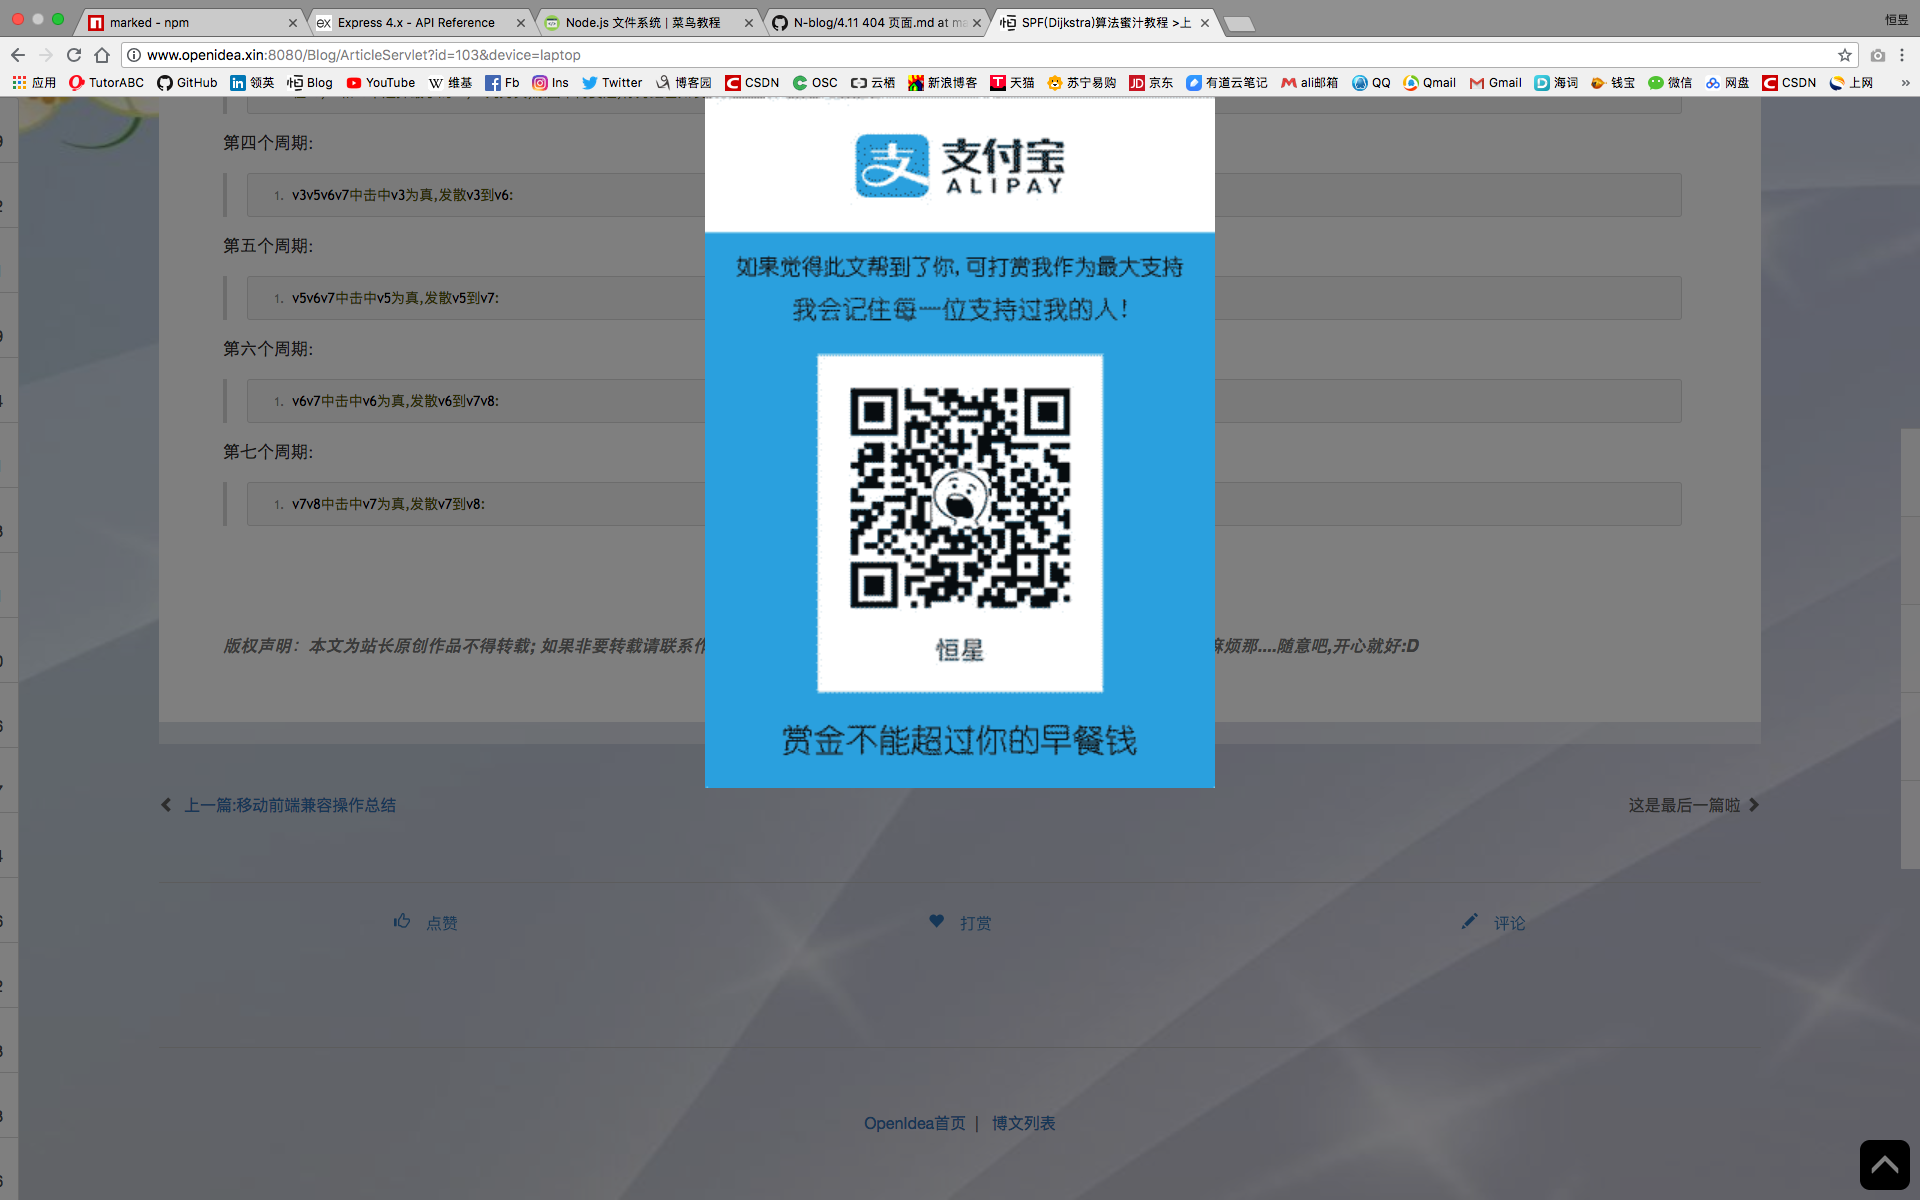 marked - npm
Express 4.x - API Reference
Node.js 文件系统 | 菜鸟教程
N-blog/4.11 404 页面.md at ma
SPF(Dijkstra)算法蜜汁教程 >上
恒昱
www.openidea.xin:8080/Blog/ArticleServlet?id=103&device=laptop
应用 TutorABC GitHub 领英 Blog YouTube 维基 Fb Ins Twitter 博客园 CSDN OSC 云栖 新浪博客 天猫 苏宁易购 京东 有道云笔记 ali邮箱 QQ Qmail Gmail 海词 钱宝 微信 网盘 CSDN 上网 »
第四个周期:
1. v3v5v6v7中击中v3为真,发散v3到v6:
第五个周期:
1. v5v6v7中击中v5为真,发散v5到v7:
第六个周期:
1. v6v7中击中v6为真,发散v6到v7v8:
第七个周期:
1. v7v8中击中v7为真,发散v7到v8:
支付宝
ALIPAY
如果觉得此文帮到了你,可打赏我作为最大支持
我会记住每一位支持过我的人!
恒星
赏金不能超过你的早餐钱
版权声明：本文为站长原创作品不得转载; 如果非要转载请联系作
麻烦那....随意吧,开心就好:D
上一篇:移动前端兼容操作总结
这是最后一篇啦
点赞
打赏
评论
OpenIdea首页 | 博文列表